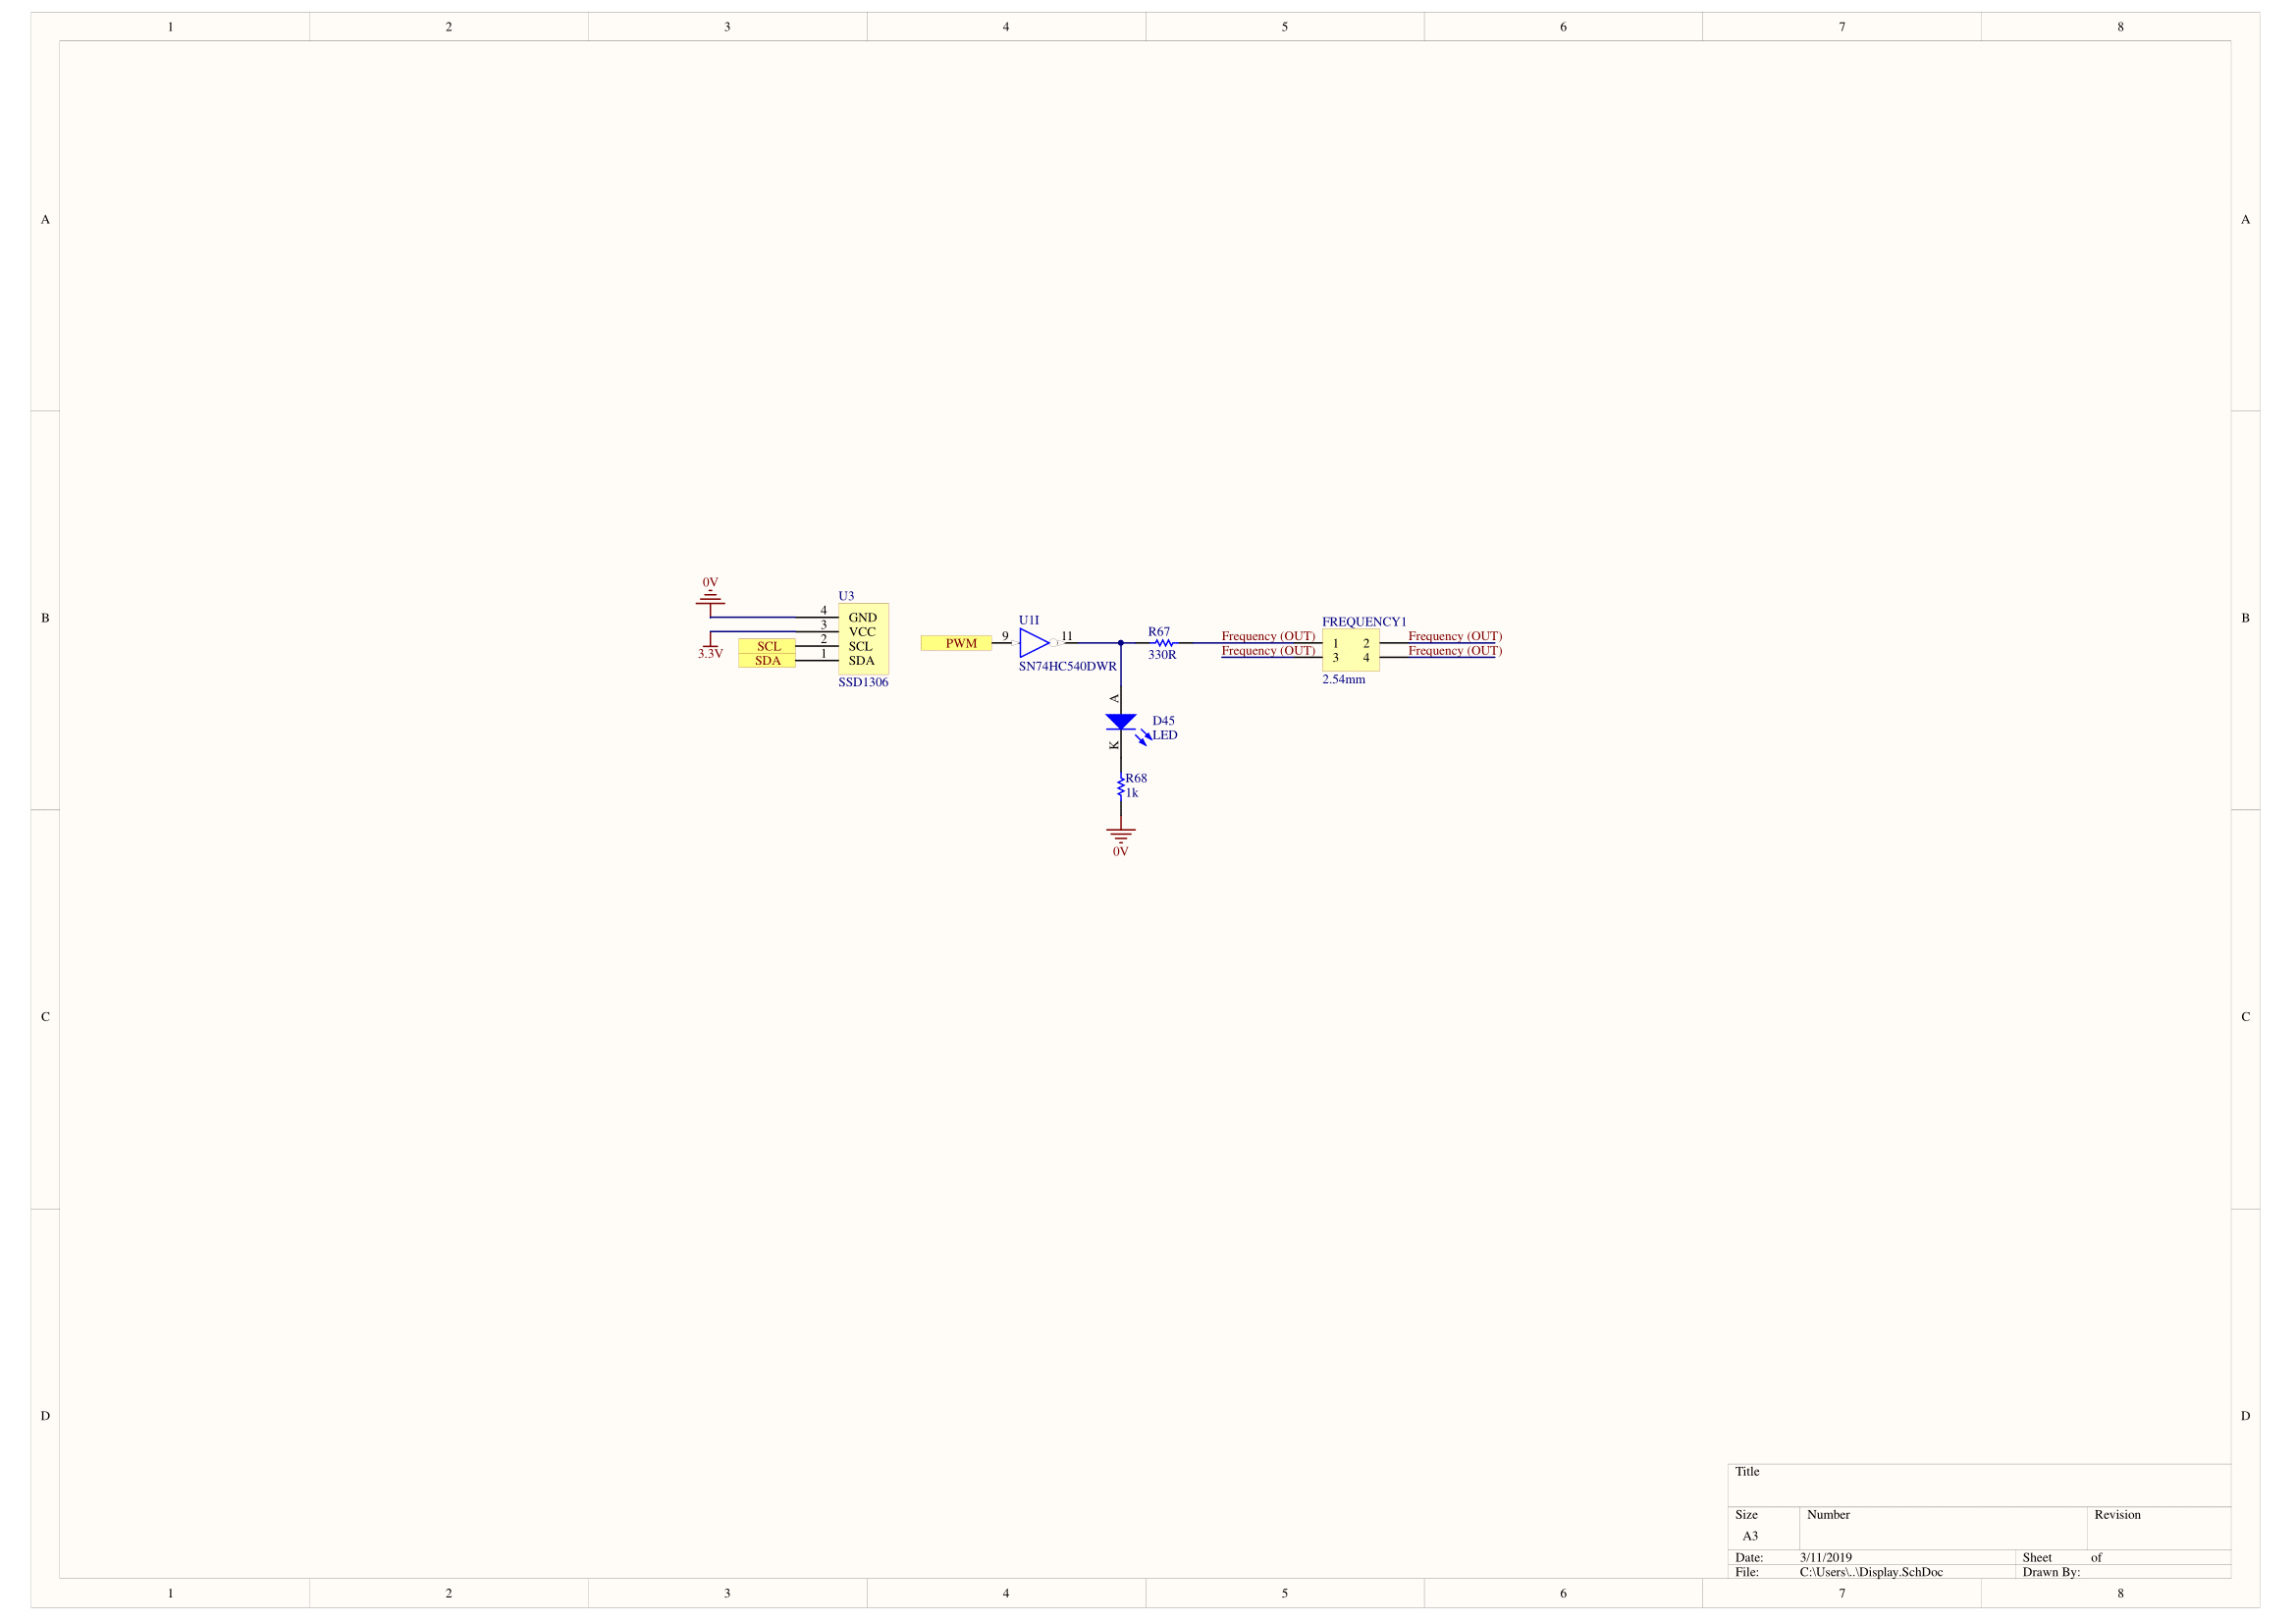 1 2 3 4 5 6 7 8
A A
0V
U3
4 GND
3 VCC
3.3V
SCL 2 SCL
SDA 1 SDA
SSD1306
U1I
PWM 9 11
SN74HC540DWR
R67
330R
FREQUENCY1
Frequency (OUT) 1 2 Frequency (OUT)
Frequency (OUT) 3 4 Frequency (OUT)
2.54mm
B B
A
D45
LED
K
R68
1k
0V
C C
D D
Title
Size Number Revision
A3
Date: 3/11/2019 Sheet of
File: C:\Users\..\Display.SchDoc Drawn By:
1 2 3 4 5 6 7 8